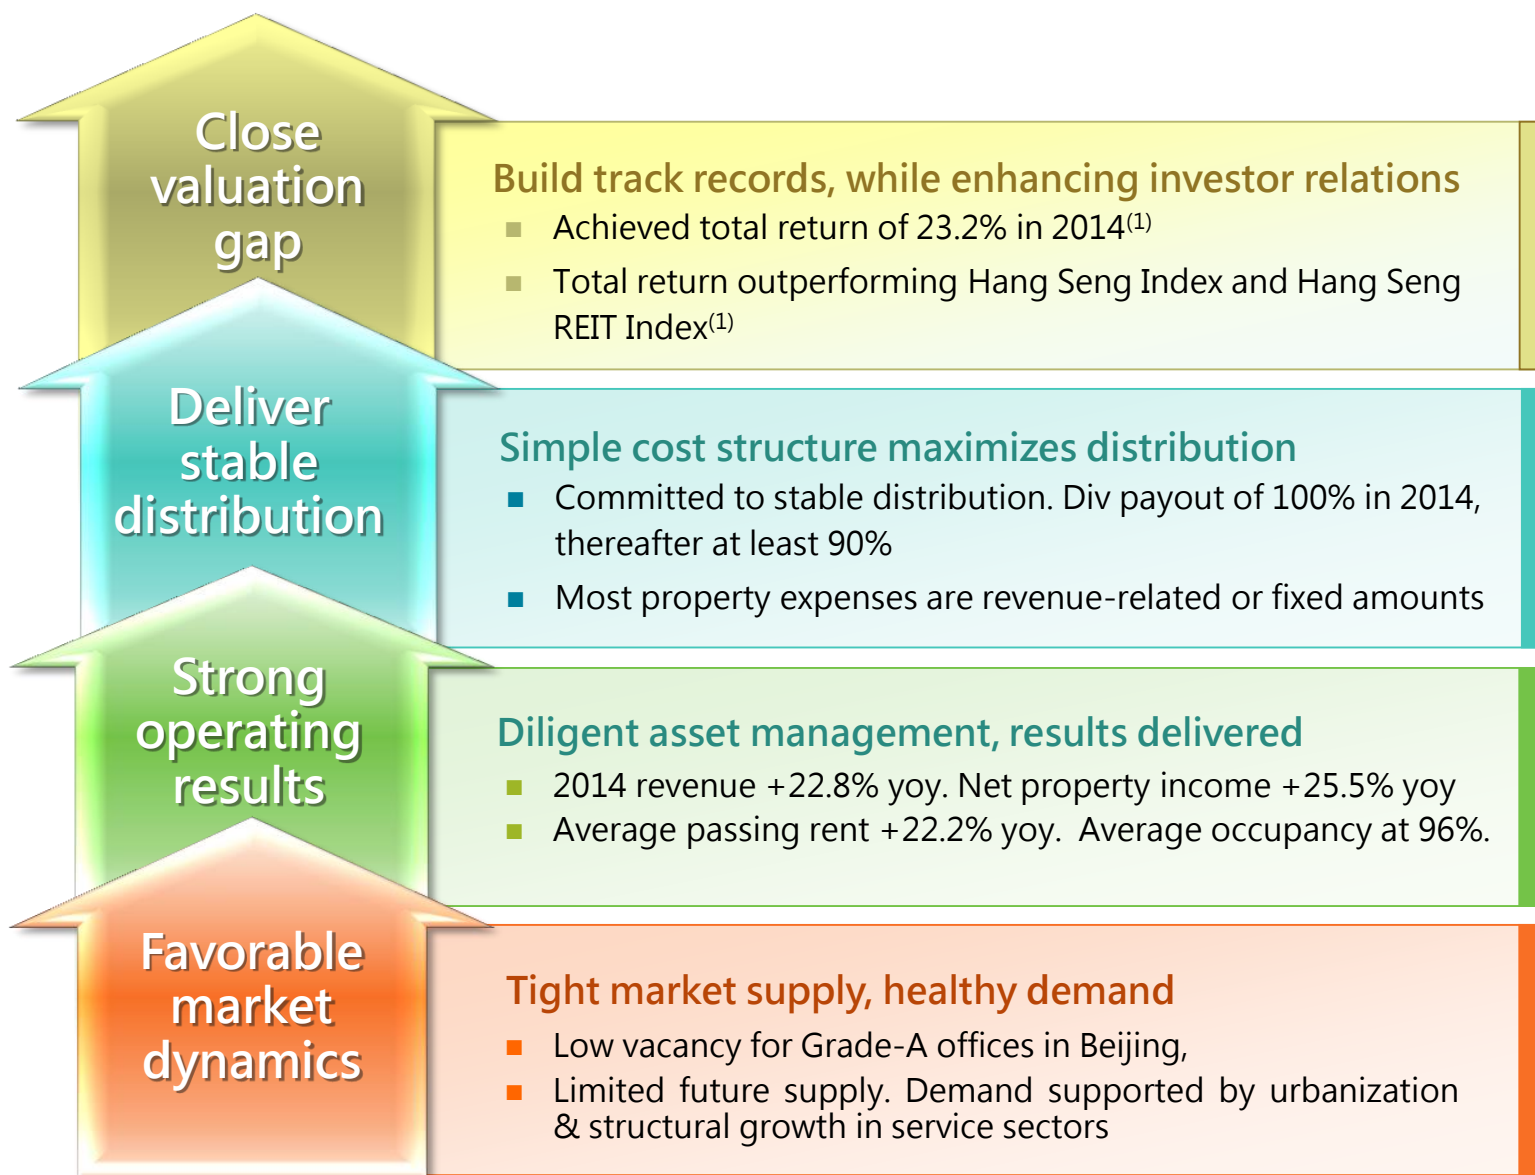 Close
valuation
gap
Build track records, while enhancing investor relations
■ Achieved total return of 23.2% in 2014(1)
■ Total return outperforming Hang Seng Index and Hang Seng
REIT Index(1)
Deliver
stable
distribution
Simple cost structure maximizes distribution
■ Committed to stable distribution. Div payout of 100% in 2014,
thereafter at least 90%
■ Most property expenses are revenue-related or fixed amounts
Strong
operating
results
Diligent asset management, results delivered
■ 2014 revenue +22.8% yoy. Net property income +25.5% yoy
■ Average passing rent +22.2% yoy. Average occupancy at 96%.
Favorable
market
dynamics
Tight market supply, healthy demand
■ Low vacancy for Grade-A offices in Beijing,
■ Limited future supply. Demand supported by urbanization
& structural growth in service sectors